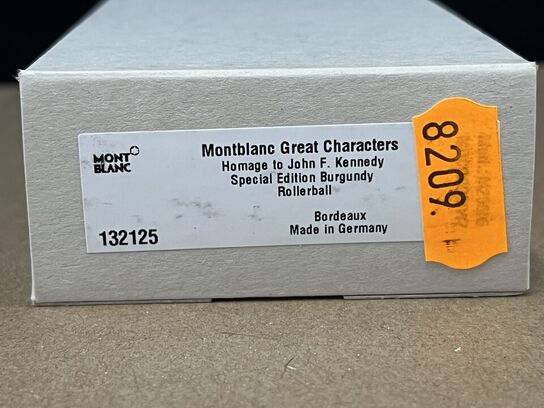 MONT
BLANC
Montblanc Great Characters
Homage to John F. Kennedy
Special Edition Burgundy
Rollerball
Bordeaux
Made in Germany
132125
8209.